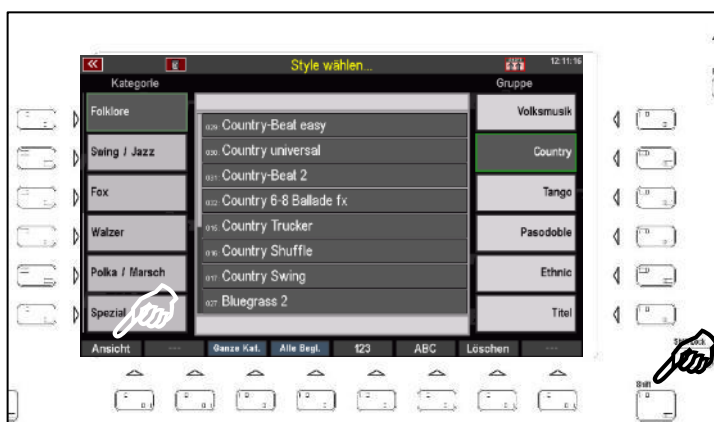 Style wählen...
12:11:16
Kategorie
Gruppe
Folklore
Swing / Jazz
Fox
Walzer
Polka / Marsch
Spezial
029 Country-Beat easy
030 Country universal
031 Country-Beat 2
032 Country 6-8 Ballade fx
015 Country Trucker
016 Country Shuffle
017 Country Swing
027 Bluegrass 2
Volksmusik
Country
Tango
Pasodoble
Ethnic
Titel
Ansicht --- Ganze Kat. Alle Begl. 123 ABC Löschen ---
Shift